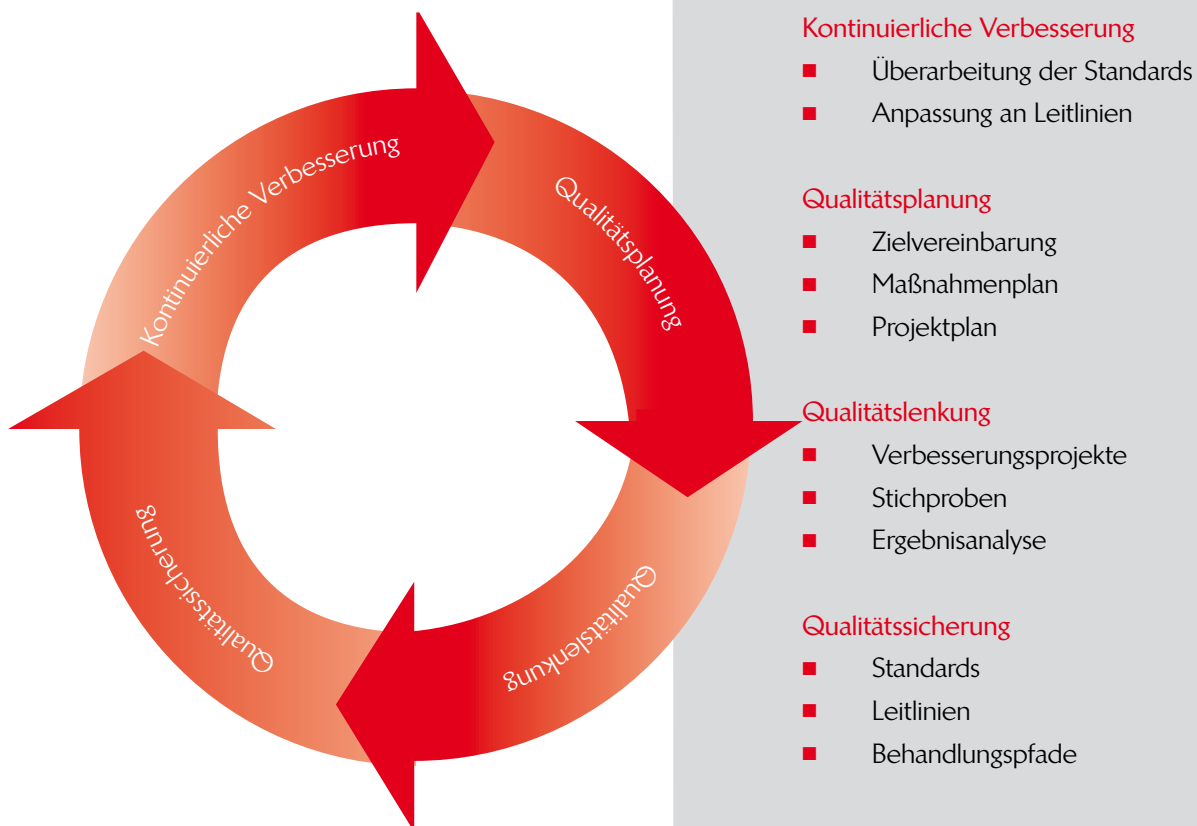 Kontinuierliche Verbesserung
Qualitätsplanung
Qualitätslenkung
Qualitätssicherung
Kontinuierliche Verbesserung
Überarbeitung der Standards
Anpassung an Leitlinien
Qualitätsplanung
Zielvereinbarung
Maßnahmenplan
Projektplan
Qualitätslenkung
Verbesserungsprojekte
Stichproben
Ergebnisanalyse
Qualitätssicherung
Standards
Leitlinien
Behandlungspfade